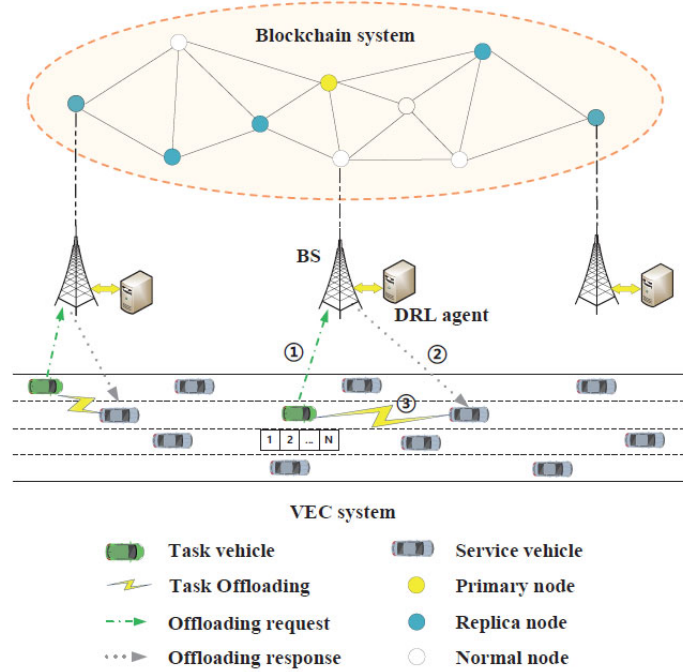 Blockchain system
BS
DRL agent
①
②
③
1 2 ... N
VEC system
Task vehicle
Service vehicle
Task Offloading
Primary node
Offloading request
Replica node
Offloading response
Normal node